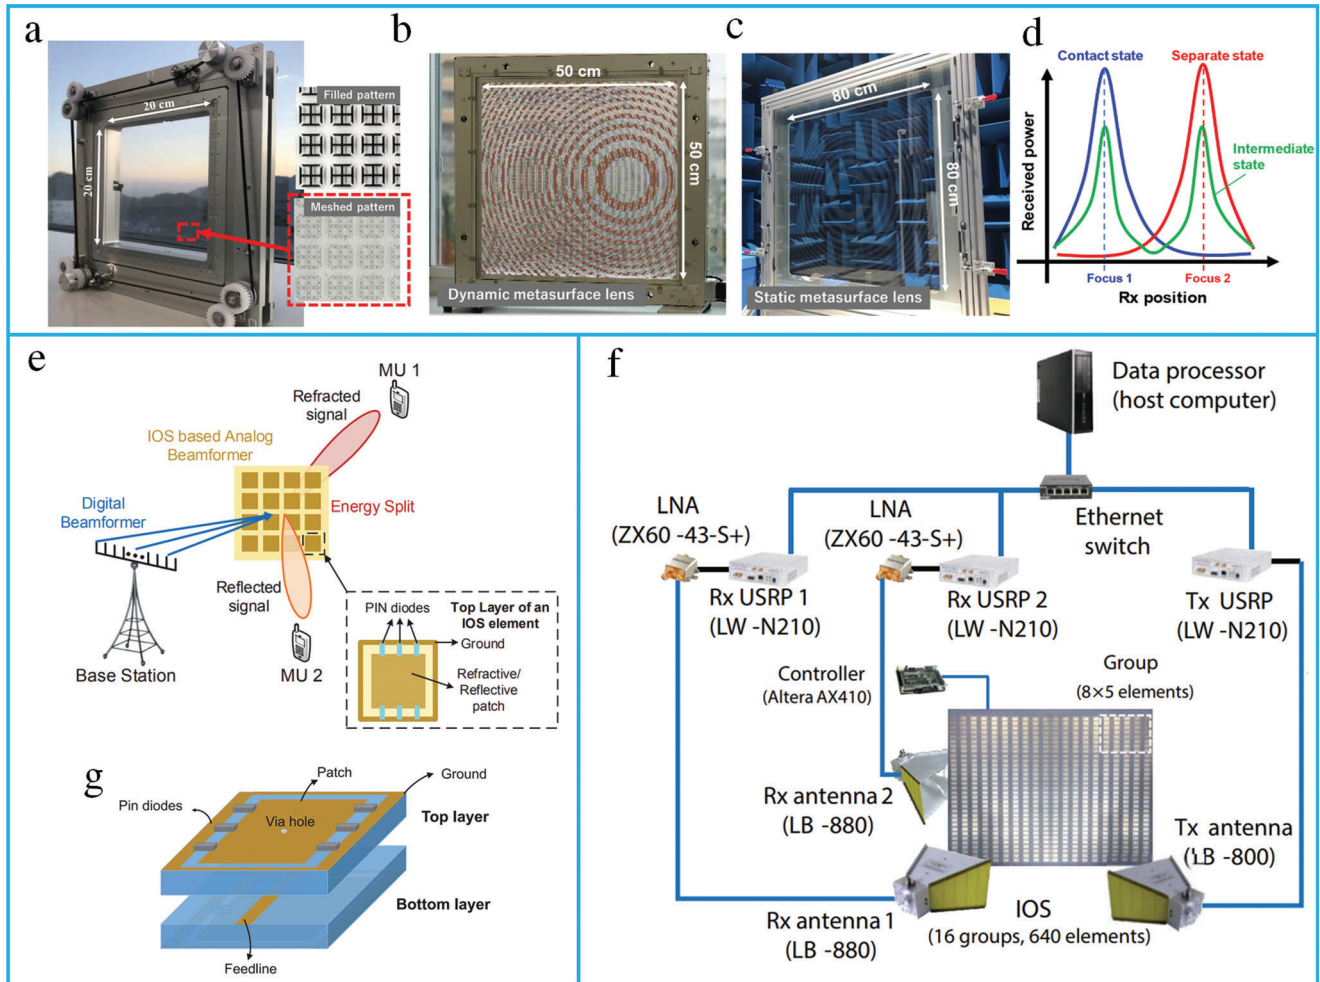 a
20 cm
20 cm
Filled pattern
Meshed pattern
b
50 cm
50 cm
Dynamic metasurface lens
c
80 cm
80 cm
Static metasurface lens
d
Contact state
Separate state
Intermediate
state
Received power
Focus 1
Focus 2
Rx position
e
MU 1
Refracted
signal
IOS based Analog
Beamformer
Digital
Beamformer
Energy Split
Reflected
signal
Base Station
MU 2
PIN diodes
Top Layer of an
IOS element
Ground
Refractive/
Reflective
patch
g
Patch
Ground
Pin diodes
Via hole
Top layer
Bottom layer
Feedline
f
Data processor
(host computer)
LNA
(ZX60 -43-S+)
LNA
(ZX60 -43-S+)
Ethernet
switch
Rx USRP 1
(LW -N210)
Rx USRP 2
(LW -N210)
Tx USRP
(LW -N210)
Controller
(Altera AX410)
Group
(8×5 elements)
Rx antenna 2
(LB -880)
Tx antenna
(LB -800)
Rx antenna 1
(LB -880)
IOS
(16 groups, 640 elements)